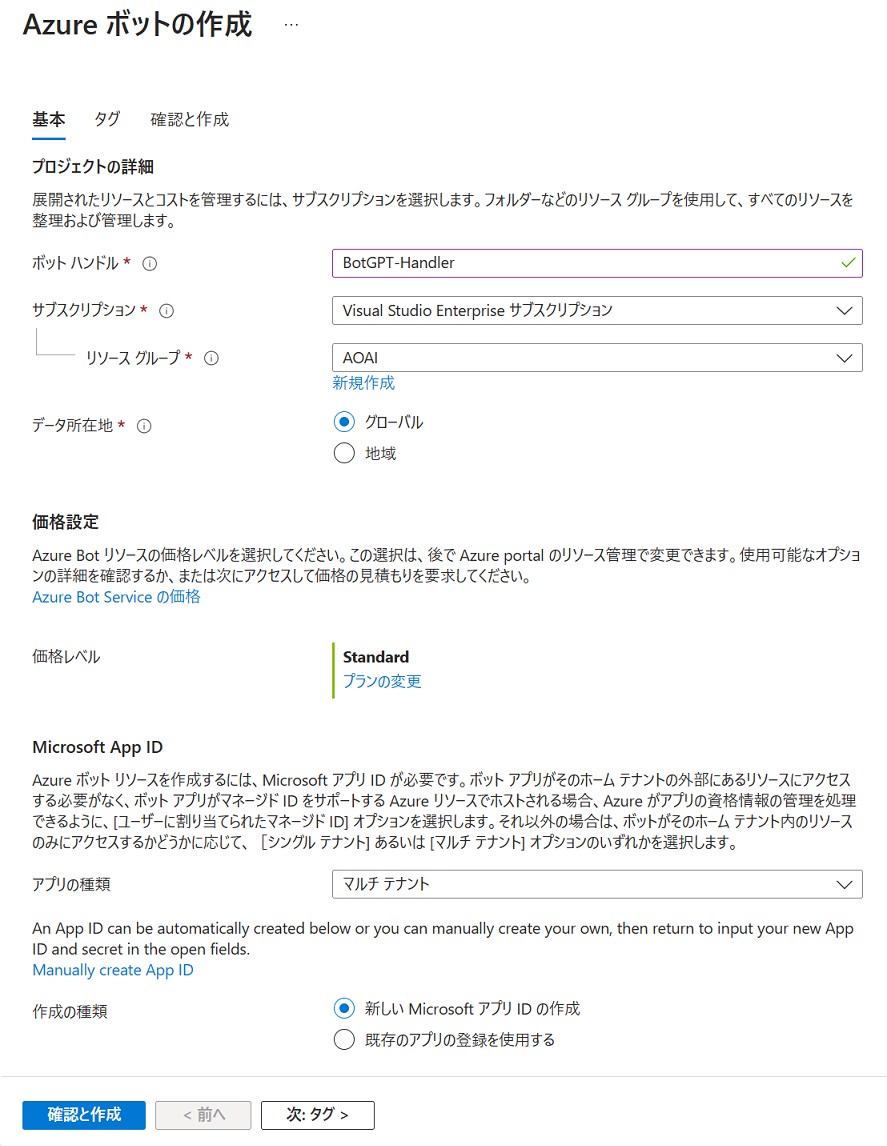 Azure ボットの作成 …
基本 タグ 確認と作成
プロジェクトの詳細
展開されたリソースとコストを管理するには、サブスクリプションを選択します。フォルダーなどのリソース グループを使用して、すべてのリソースを
整理および管理します。
ボット ハンドル *
BotGPT-Handler
サブスクリプション *
Visual Studio Enterprise サブスクリプション
リソース グループ *
AOAI
新規作成
データ所在地 *
グローバル
地域
価格設定
Azure Bot リソースの価格レベルを選択してください。この選択は、後で Azure portal のリソース管理で変更できます。使用可能なオプショ
ンの詳細を確認するか、または次にアクセスして価格の見積もりを要求してください。
Azure Bot Service の価格
価格レベル
Standard
プランの変更
Microsoft App ID
Azure ボット リソースを作成するには、Microsoft アプリ ID が必要です。ボット アプリがそのホーム テナントの外部にあるリソースにアクセス
する必要がなく、ボット アプリがマネージド ID をサポートする Azure リソースでホストされる場合、Azure がアプリの資格情報の管理を処理
できるように、[ユーザーに割り当てられたマネージド ID] オプションを選択します。それ以外の場合は、ボットがそのホーム テナント内のリソース
のみにアクセスするかどうかに応じて、［シングル テナント] あるいは [マルチ テナント] オプションのいずれかを選択します。
アプリの種類
マルチ テナント
An App ID can be automatically created below or you can manually create your own, then return to input your new App
ID and secret in the open fields.
Manually create App ID
作成の種類
新しい Microsoft アプリ ID の作成
既存のアプリの登録を使用する
確認と作成 < 前へ 次: タグ >